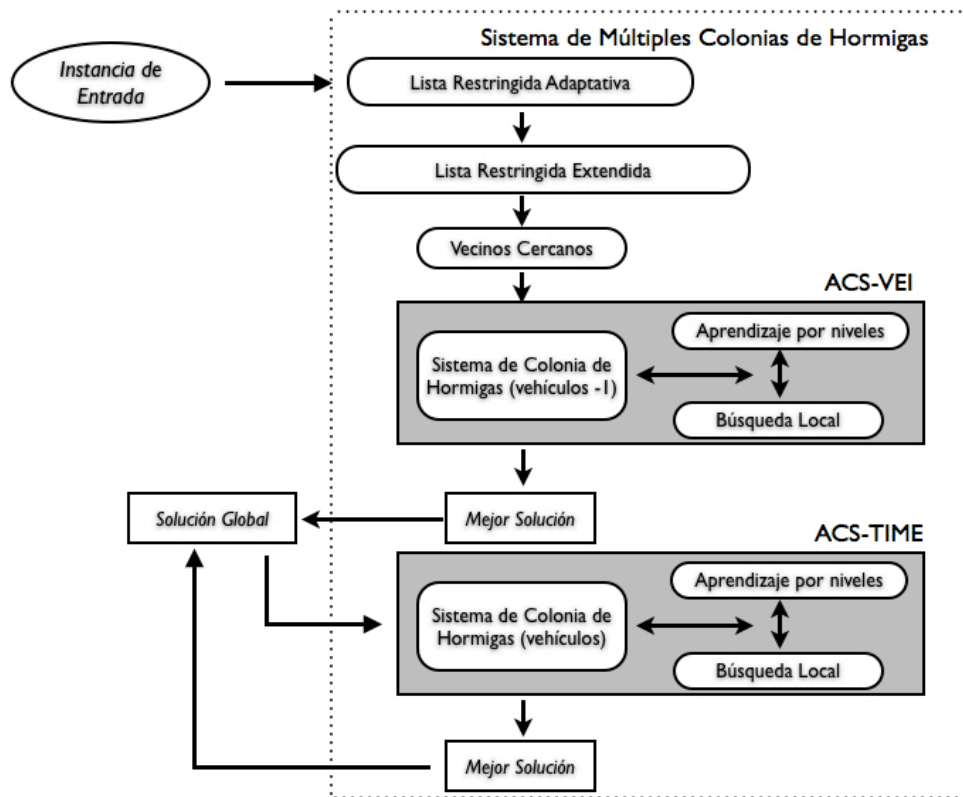 Sistema de Múltiples Colonias de Hormigas
Instancia de
Entrada
Lista Restringida Adaptativa
Lista Restringida Extendida
Vecinos Cercanos
ACS-VEI
Aprendizaje por niveles
Sistema de Colonia de
Hormigas (vehículos -1)
Búsqueda Local
Solución Global
Mejor Solución
ACS-TIME
Aprendizaje por niveles
Sistema de Colonia de
Hormigas (vehículos)
Búsqueda Local
Mejor Solución